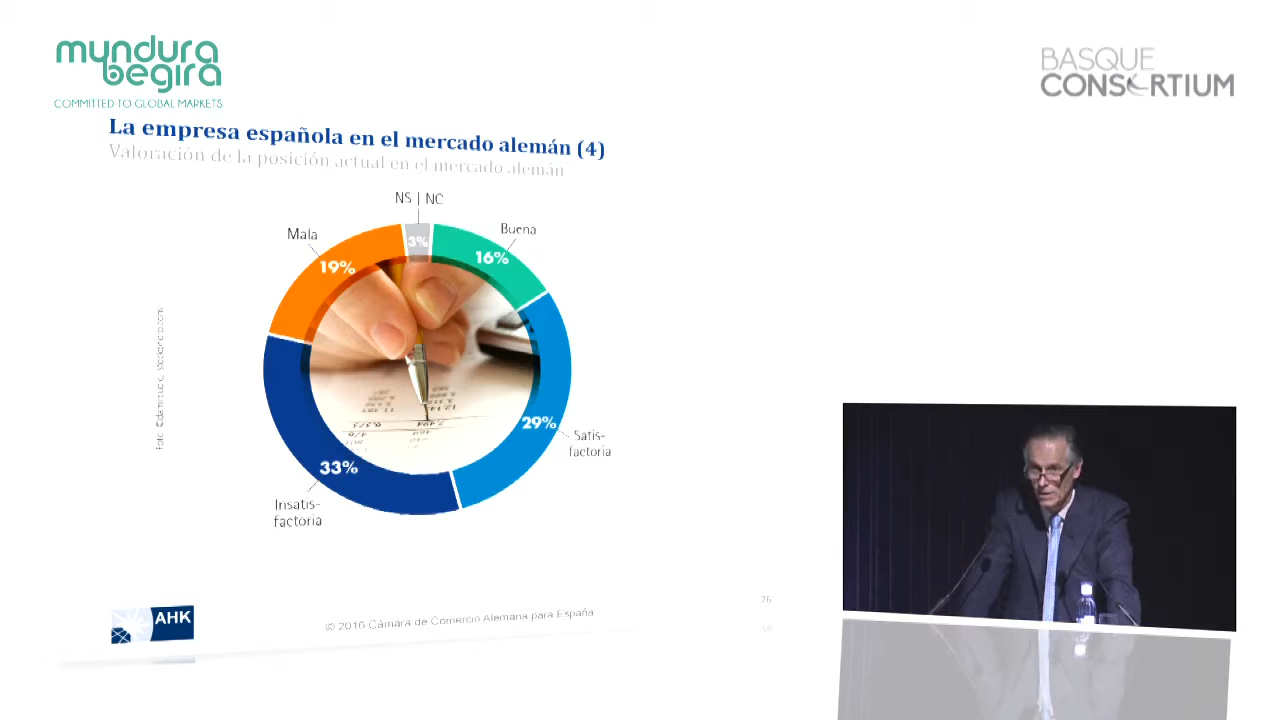 mundura
begira
COMMITTED TO GLOBAL MARKETS
BASQUE
CONSORTIUM
La empresa española en el mercado alemán (4)
Valoración de la posición actual en el mercado alemán
NS | NC
Mala
Buena
3%
16%
19%
29%
Satis-
factoria
33%
Insatis-
factoria
AHK
© 2016 Cámara de Comercio Alemana para España
26